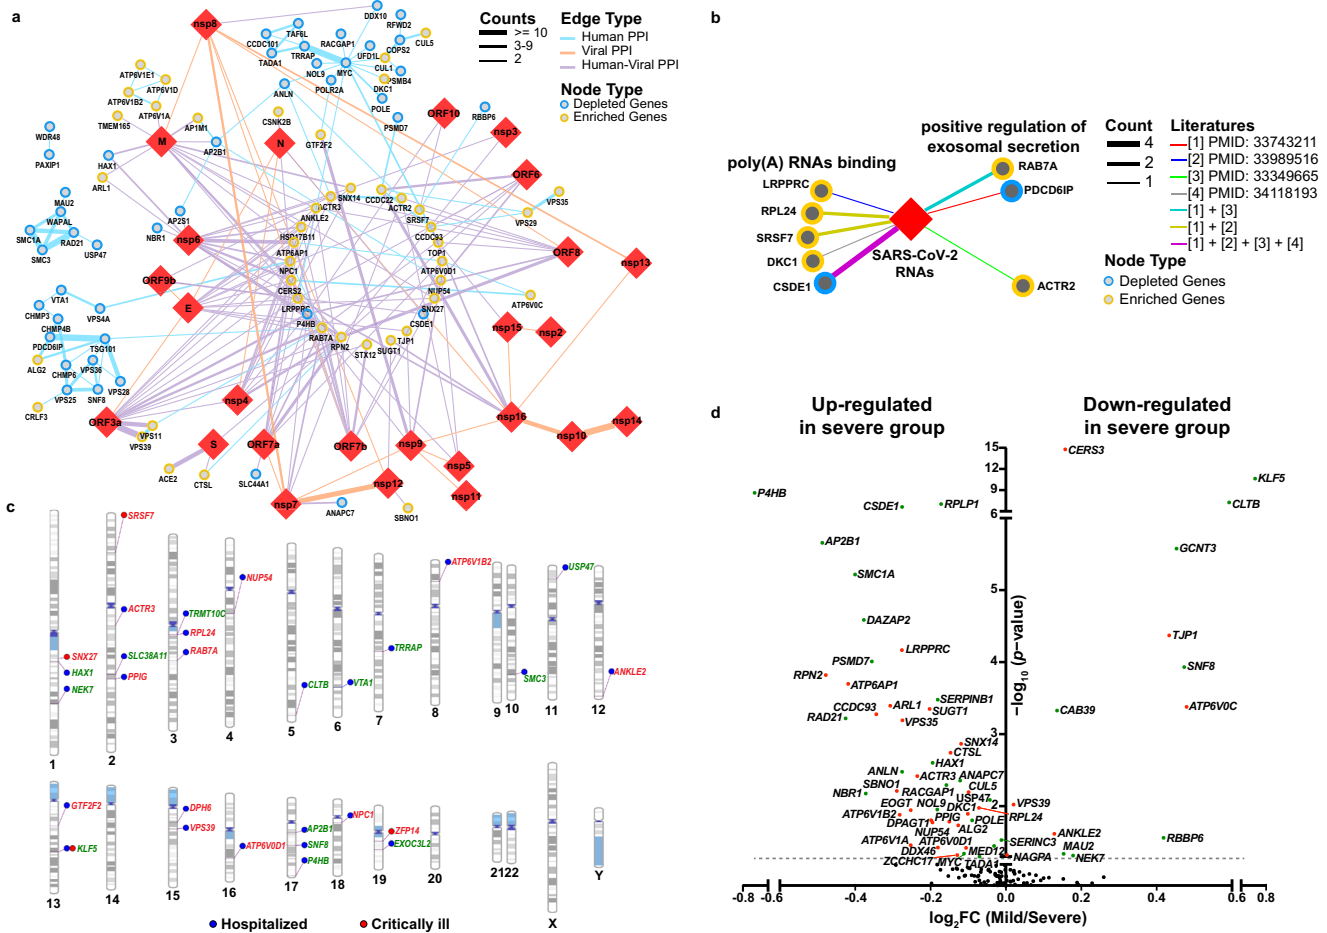 a
nsp8
DDX10
RFWD2
TAF6L
CCDC101
RACGAP1
COPS2
CUL5
TRRAP
UFD1L
TADA1
NOL9
MYC
CUL1
PSMB4
POLR2A
DKC1
ATP6V1E1
ATP6V1D
ANLN
POLE
ATP6V1B2
ATP6V1A
CSNK2B
PSMD7
ORF10
RBBP6
nsp3
TMEM165
AP1M1
WDR48
M
AP2B1
N
GTF2F2
PAXIP1
HAX1
ORF6
ARL1
SNX14
CCDC22
VPS35
MAU2
ACTR3
ACTR2
WAPAL
AP2S1
ANKLE2
SRSF7
VPS29
SMC1A
RAD21
NBR1
nsp6
HSD17B11
CCDC93
ORF8
SMC3
USP47
ATP6AP1
TOP1
nsp13
NPC1
ATP6V0D1
ORF9b
CERS2
NUP54
VTA1
E
LRPPRC
SNX27
ATP6V0C
CHMP3
VPS4A
P4HB
CSDE1
nsp15
nsp2
CHMP4B
RAB7A
TJP1
PDCD6IP
TSG101
RPN2
SUGT1
STX12
ALG2
CHMP6
VPS36
VPS25
SNF8
VPS28
CRLF3
nsp4
ORF3a
VPS11
VPS39
nsp16
nsp14
nsp10
S
ORF7a
ORF7b
nsp9
nsp5
ACE2
CTSL
SLC44A1
nsp12
nsp11
nsp7
ANAPC7
SBNO1
Counts
>= 10
3-9
2
Edge Type
Human PPI
Viral PPI
Human-Viral PPI
Node Type
Depleted Genes
Enriched Genes
b
positive regulation of
exosomal secretion
poly(A) RNAs binding
RAB7A
PDCD6IP
LRPPRC
RPL24
SRSF7
DKC1
CSDE1
SARS-CoV-2
RNAs
ACTR2
Count
4
2
1
Literatures
[1] PMID: 33743211
[2] PMID: 33989516
[3] PMID: 33349665
[4] PMID: 34118193
[1] + [3]
[1] + [2]
[1] + [2] + [3] + [4]
Node Type
Depleted Genes
Enriched Genes
c
SRSF7
ATP6V1B2
USP47
NUP54
ACTR3
TRMT10C
RPL24
SNX27
SLC38A11
RAB7A
TRRAP
HAX1
PPIG
SMC3
ANKLE2
NEK7
CLTB
VTA1
1
2
3
4
5
6
7
8
9
10
11
12
GTF2F2
DPH6
NPC1
VPS39
AP2B1
ZFP14
KLF5
ATP6V0D1
SNF8
EXOC3L2
P4HB
13
14
15
16
17
18
19
20
21
22
X
Y
Hospitalized
Critically ill
d
Up-regulated
in severe group
Down-regulated
in severe group
15
12
9
6
5
4
3
2
−log10 (p−value)
CERS3
KLF5
P4HB
CSDE1
RPLP1
CLTB
AP2B1
GCNT3
SMC1A
DAZAP2
TJP1
LRPPRC
PSMD7
SNF8
RPN2
ATP6AP1
SERPINB1
CCDC93
ARL1
SUGT1
CAB39
ATP6V0C
RAD21
VPS35
SNX14
CTSL
HAX1
ANLN
ACTR3
ANAPC7
SBNO1
CUL5
NBR1
RACGAP1
USP47
EOGT
NOL9
DKC1
VPS39
ATP6V1B2
PPIG
RPL24
DPAGT1
POLE
NUP54
ALG2
ANKLE2
RBBP6
ATP6V1A
ATP6V0D1
SERINC3
MAU2
DDX46
MED12
NAGPA
NEK7
ZCCHC17
MYC
TADA1
-0.8
-0.6
-0.4
-0.2
0.0
0.2
0.4
0.6
0.8
log2FC (Mild/Severe)